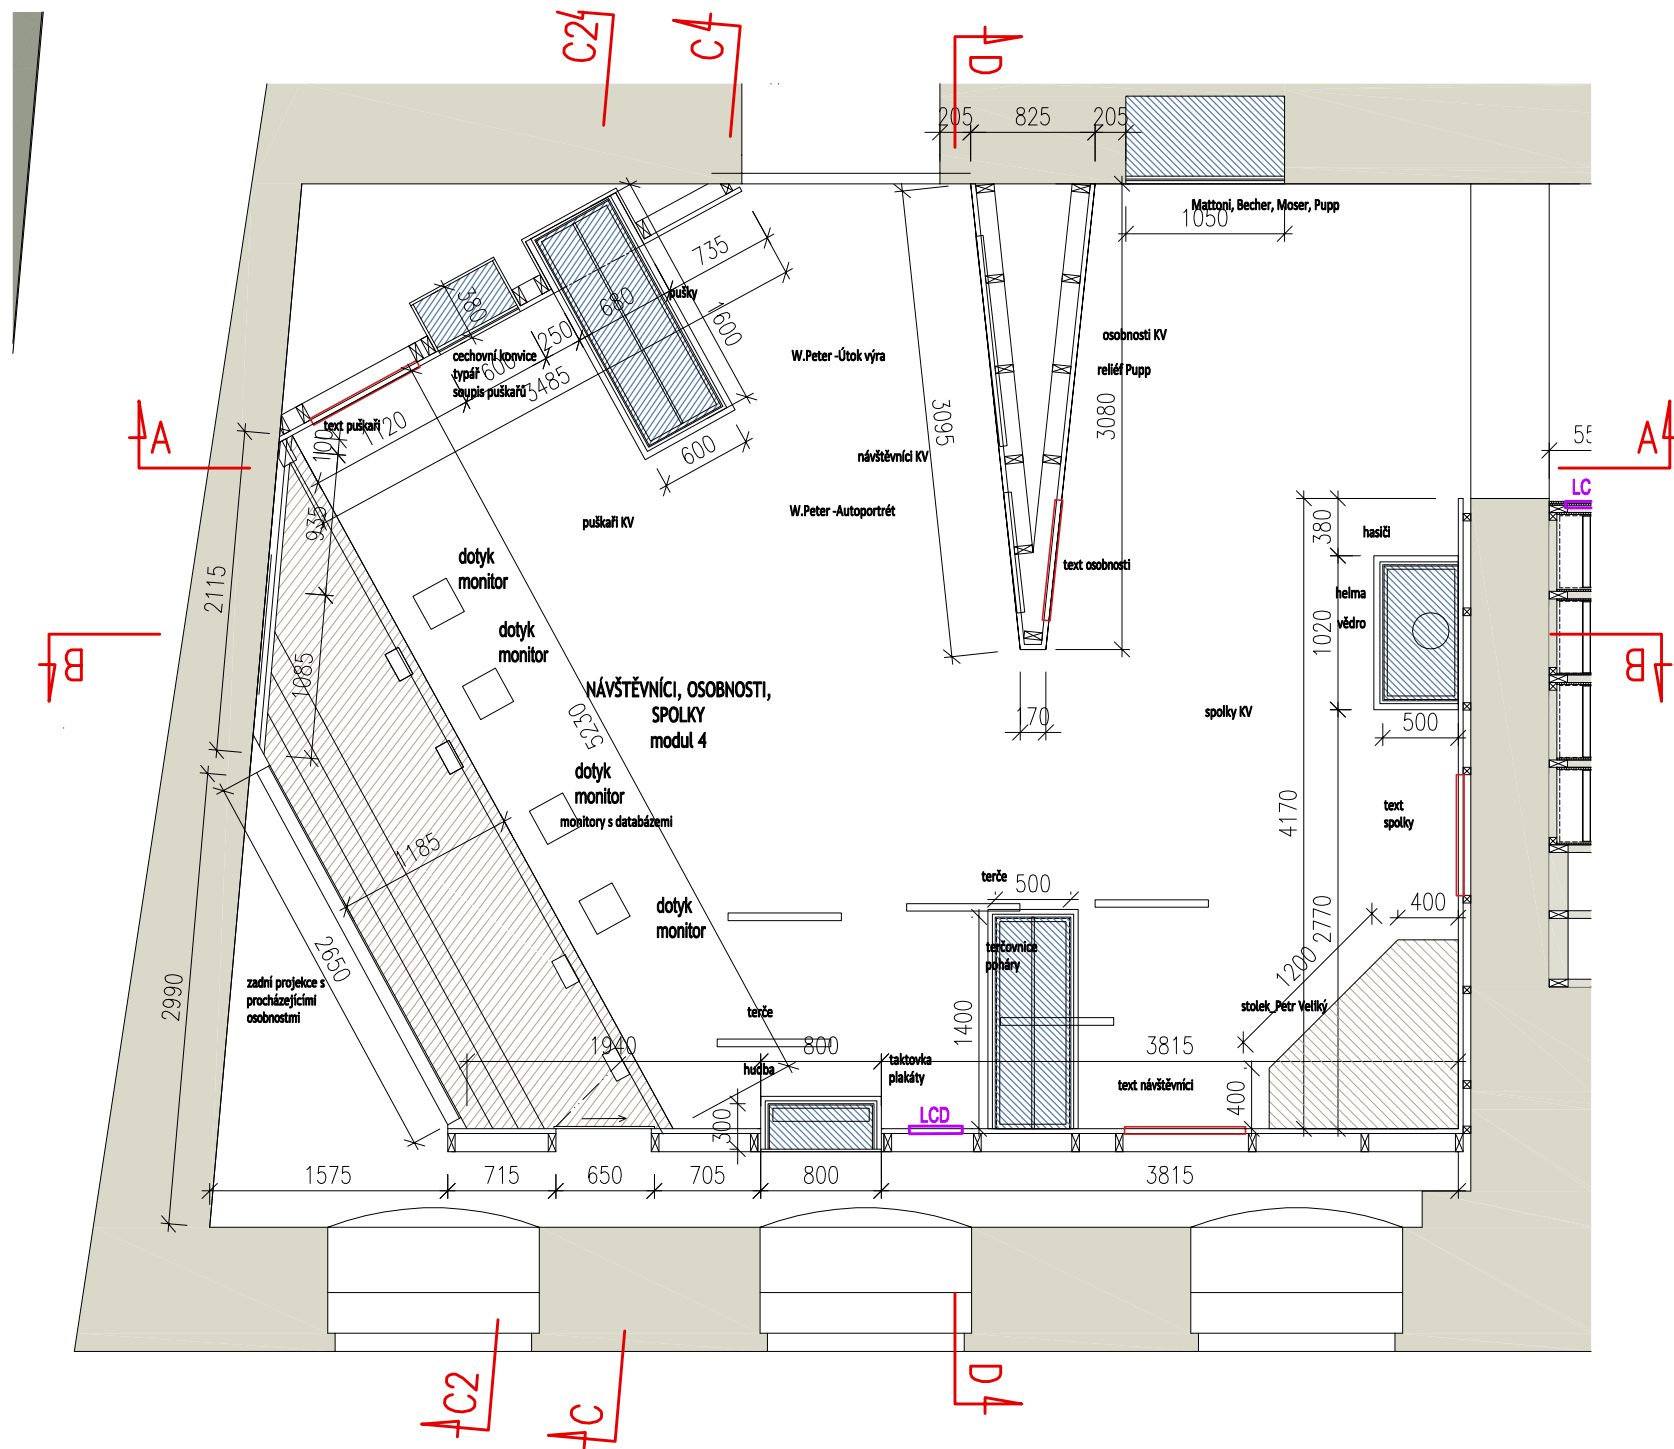 C2
C
D
205
825
205
Mattoni, Becher, Moser, Pupp
1050
735
pušky
380
680
600
250
cechovní konvice
typář
soupis puškařů
600
3485
W.Peter -Útok výra
osobnosti KV
reliéf Pupp
3095
3080
text puškaři
1120
100
600
A
A
55
LC
návštěvníci KV
W.Peter -Autoportrét
puškaři KV
935
380
hasiči
dotyk
monitor
text osobnosti
2115
helma
vědro
1020
dotyk
monitor
B
B
1085
NÁVŠTĚVNÍCI, OSOBNOSTI,
SPOLKY
modul 4
5230
170
spolky KV
500
dotyk
monitor
monitory s databázemi
4170
text
spolky
1185
terče
500
400
2770
dotyk
monitor
2650
terčovnice
poháry
1200
zadní projekce s
procházejícími
osobnostmi
2990
stolek_Petr Veliký
terče
1400
1940
800
3815
hudba
taktovka
plakáty
text návštěvníci
400
300
LCD
1575
715
650
705
800
3815
C2
C
D